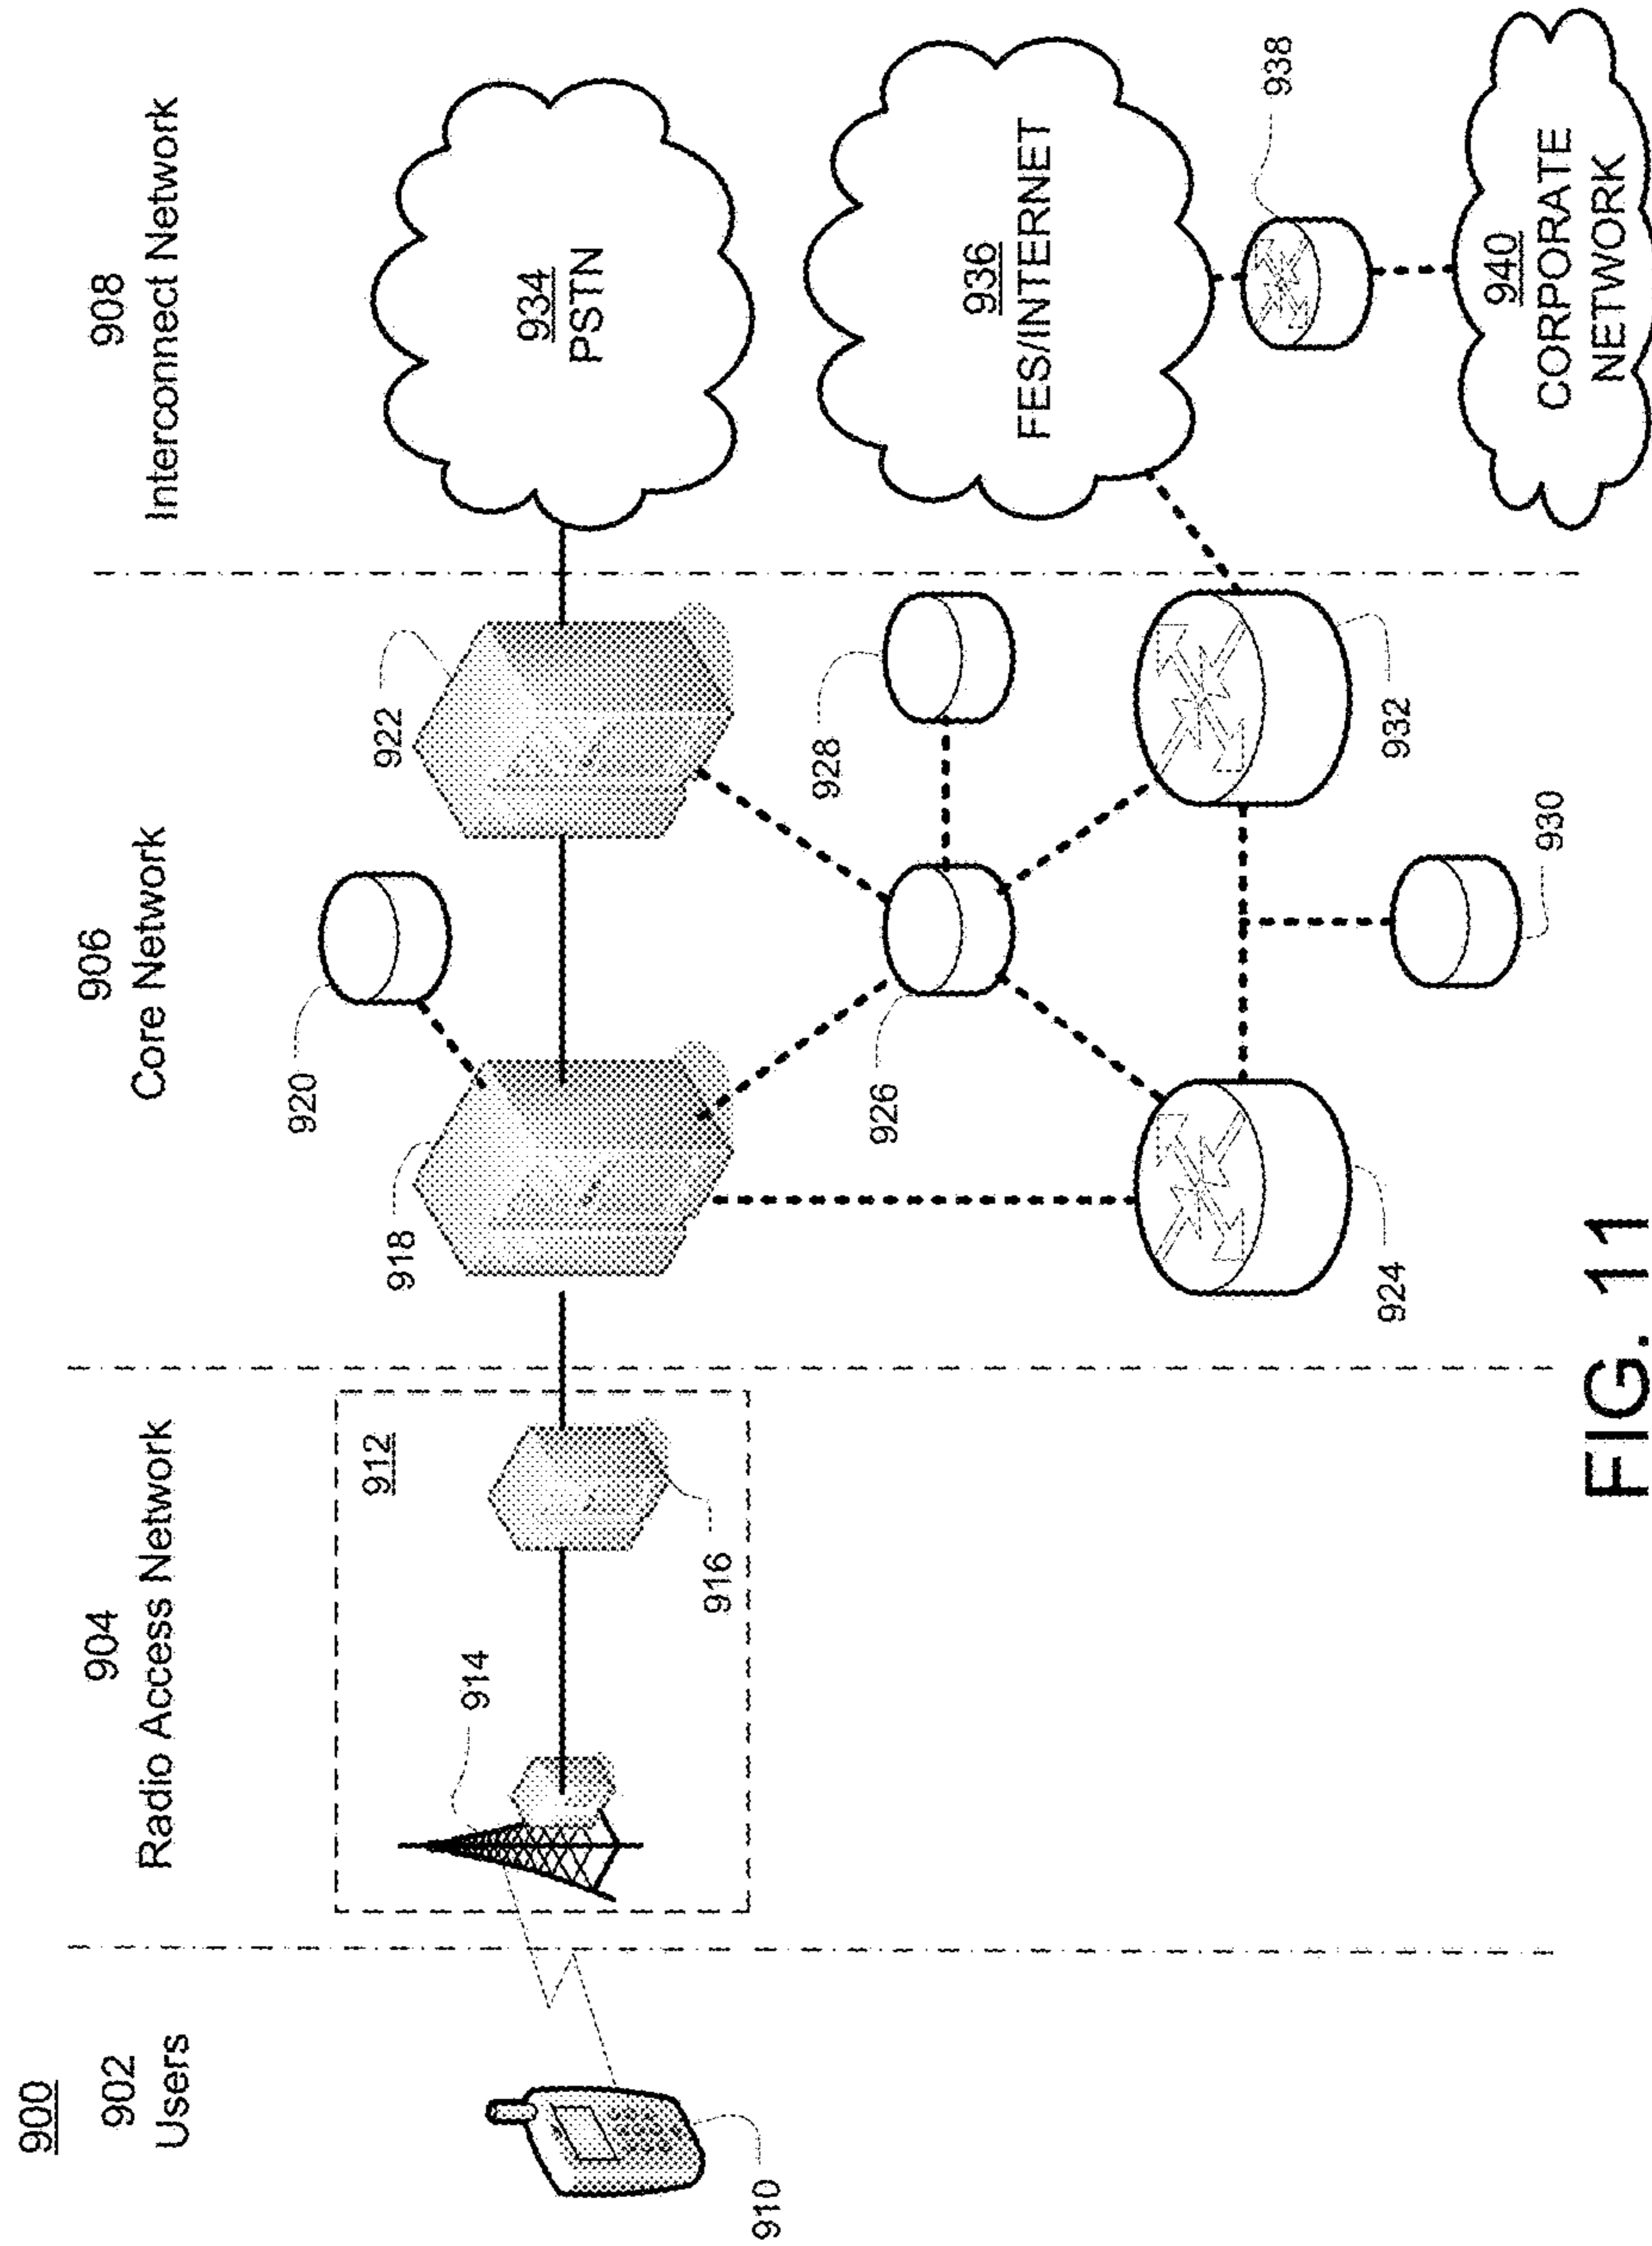 900
902
Users
904
Radio Access Network
906
Core Network
908
Interconnect Network
910
912
914
916
918
920
922
924
926
928
930
932
934
PSTN
936
FES/INTERNET
938
940
CORPORATE
NETWORK
FIG. 11